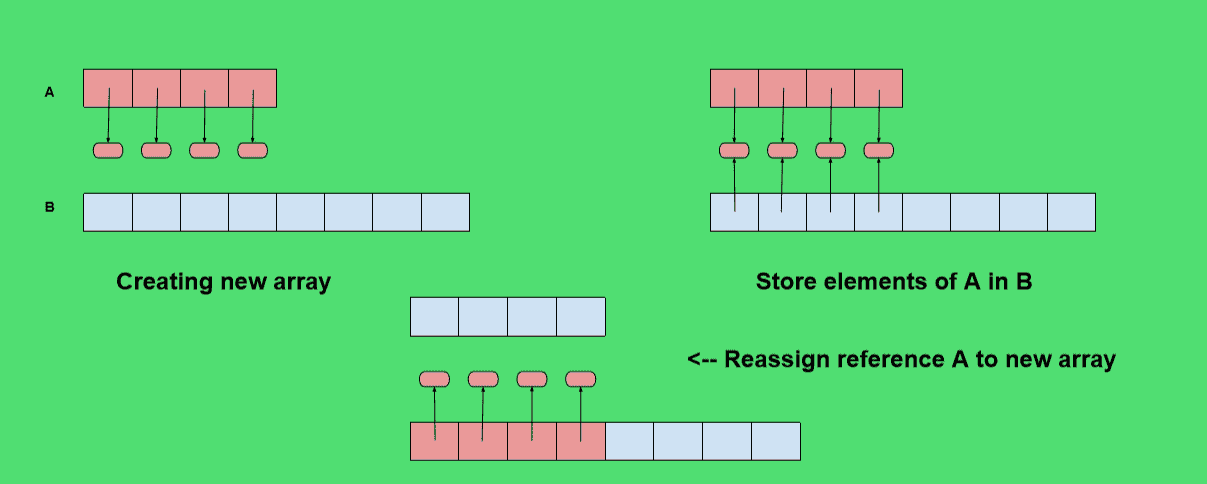 A
B
Creating new array
Store elements of A in B
<-- Reassign reference A to new array